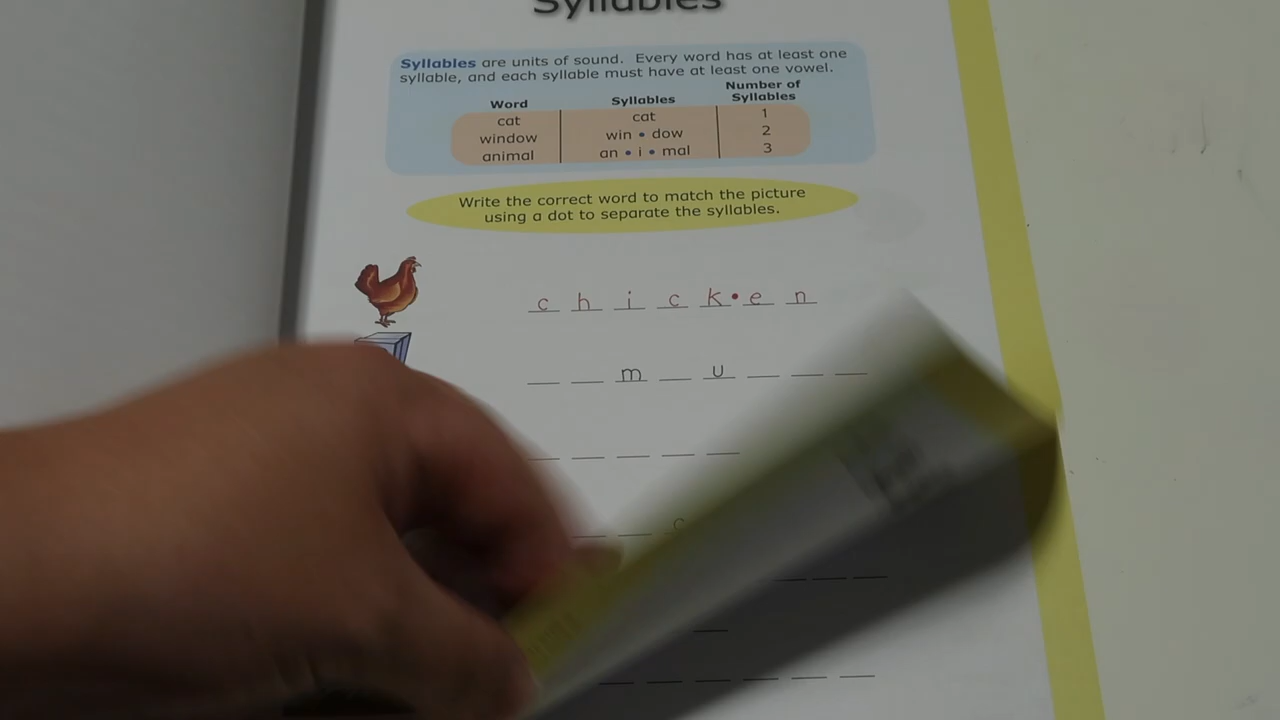 Syllables
Syllables are units of sound. Every word has at least one
syllable, and each syllable must have at least one vowel.
Word Syllables Number of Syllables
cat cat 1
window win • dow 2
animal an • i • mal 3
Write the correct word to match the picture
using a dot to separate the syllables.
c h i c k • e n
m u